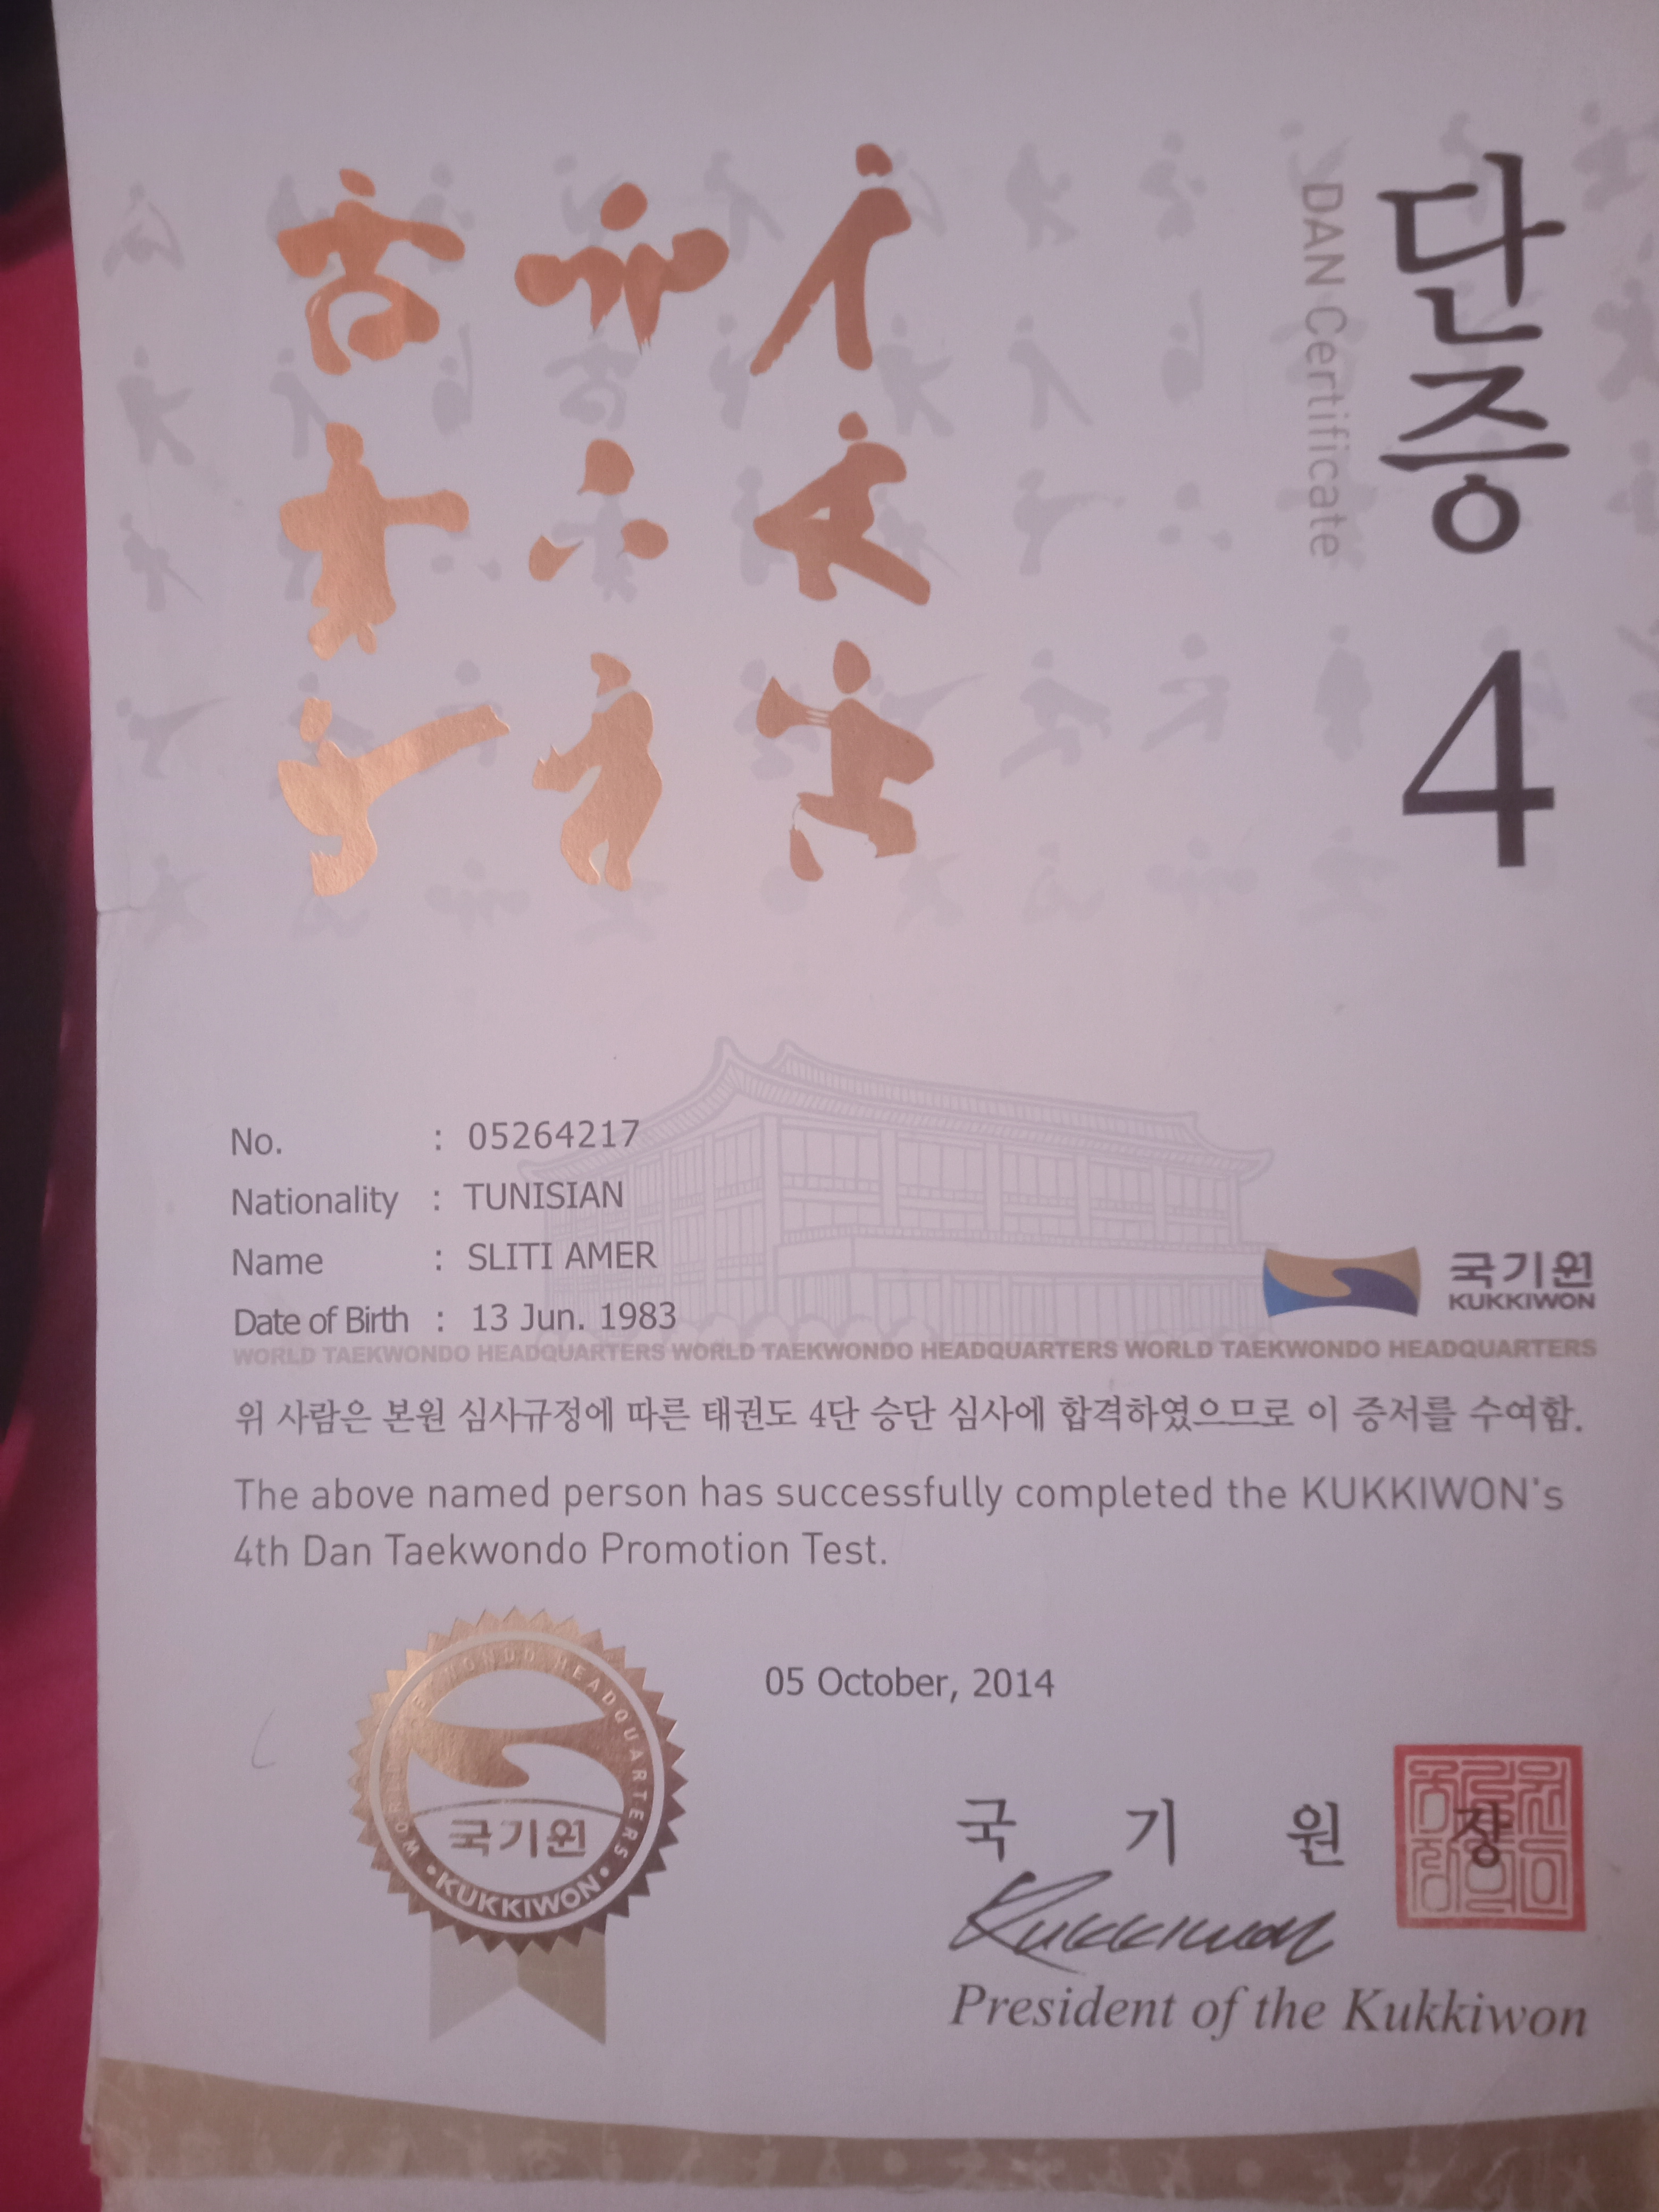 단증 4
DAN Certificate
No. : 05264217
Nationality : TUNISIAN
Name : SLITI AMER
Date of Birth : 13 Jun. 1983
국기원
KUKKIWON
WORLD TAEKWONDO HEADQUARTERS WORLD TAEKWONDO HEADQUARTERS WORLD TAEKWONDO HEADQUARTERS
위 사람은 본원 심사규정에 따른 태권도 4단 승단 심사에 합격하였으므로 이 증서를 수여함.
The above named person has successfully completed the KUKKIWON's
4th Dan Taekwondo Promotion Test.
05 October, 2014
국기원
KUKKIWON
국 기 원 장
Kukkiwon
President of the Kukkiwon